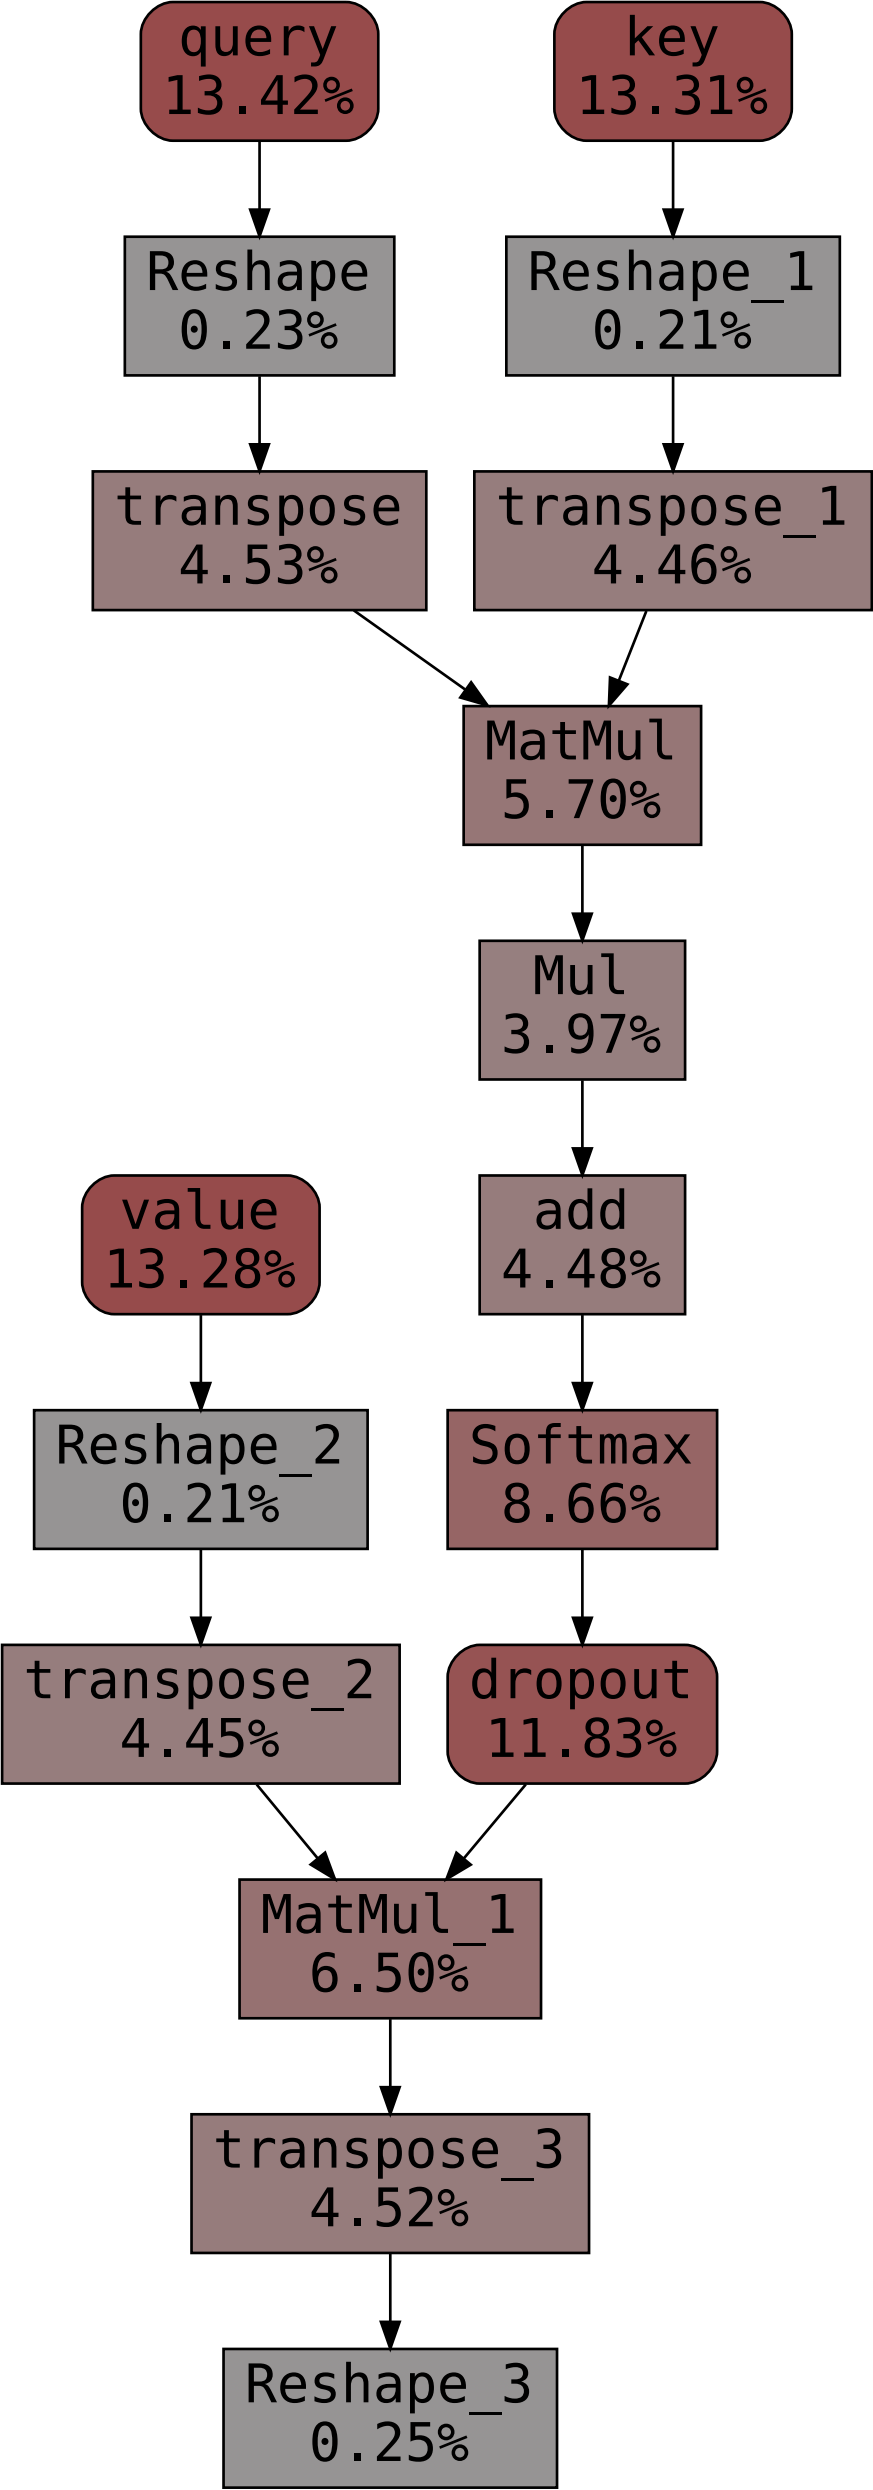 query
13.42%
key
13.31%
Reshape
0.23%
Reshape_1
0.21%
transpose
4.53%
transpose_1
4.46%
MatMul
5.70%
Mul
3.97%
value
13.28%
add
4.48%
Reshape_2
0.21%
Softmax
8.66%
transpose_2
4.45%
dropout
11.83%
MatMul_1
6.50%
transpose_3
4.52%
Reshape_3
0.25%